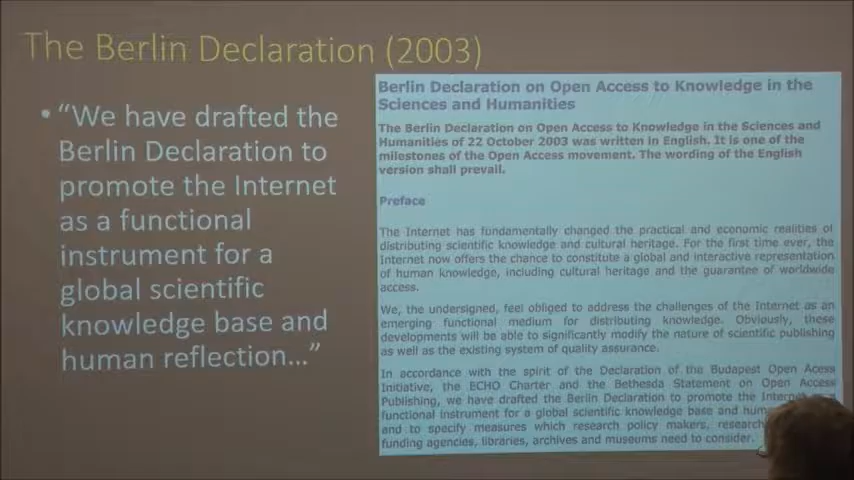 The Berlin Declaration (2003)
• “We have drafted the
Berlin Declaration to
promote the Internet
as a functional
instrument for a
global scientific
knowledge base and
human reflection...”
Berlin Declaration on Open Access to Knowledge in the
Sciences and Humanities
The Berlin Declaration on Open Access to Knowledge in the Sciences and
Humanities of 22 October 2003 was written in English. It is one of the
milestones of the Open Access movement. The wording of the English
version shall prevail.
Preface
The Internet has fundamentally changed the practical and economic realities of
distributing scientific knowledge and cultural heritage. For the first time ever, the
Internet now offers the chance to constitute a global and interactive representation
of human knowledge, including cultural heritage and the guarantee of worldwide
access.
We, the undersigned, feel obliged to address the challenges of the Internet as an
emerging functional medium for distributing knowledge. Obviously, these
developments will be able to significantly modify the nature of scientific publishing
as well as the existing system of quality assurance.
In accordance with the spirit of the Declaration of the Budapest Open Acess
Initiative, the ECHO Charter and the Bethesda Statement on Open Access
Publishing, we have drafted the Berlin Declaration to promote the Internet as a
functional instrument for a global scientific knowledge base and
and to specify measures which research policy makers,
funding agencies, libraries, archives and museums need to consider.